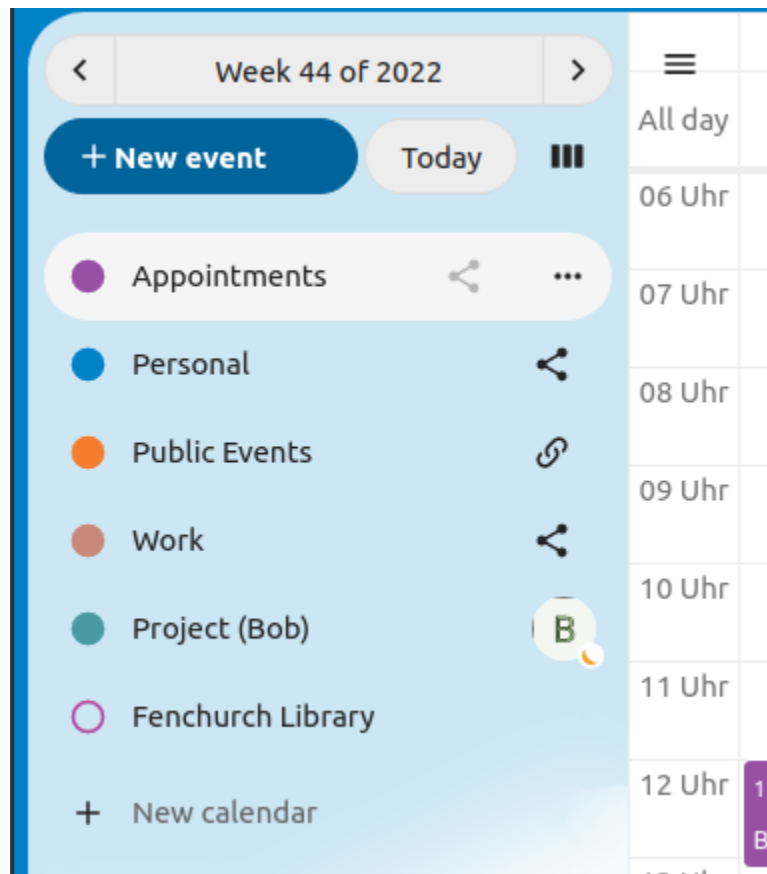 Week 44 of 2022
+ New event
Today
Appointments
Personal
Public Events
Work
Project (Bob)
B
Fenchurch Library
+ New calendar
All day
06 Uhr
07 Uhr
08 Uhr
09 Uhr
10 Uhr
11 Uhr
12 Uhr
1
B